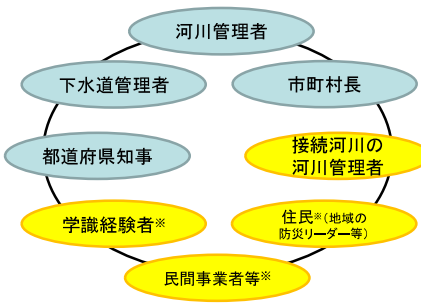 河川管理者
下水道管理者
市町村長
都道府県知事
接続河川の
河川管理者
学識経験者※
住民※（地域の
防災リーダー等）
民間事業者等※